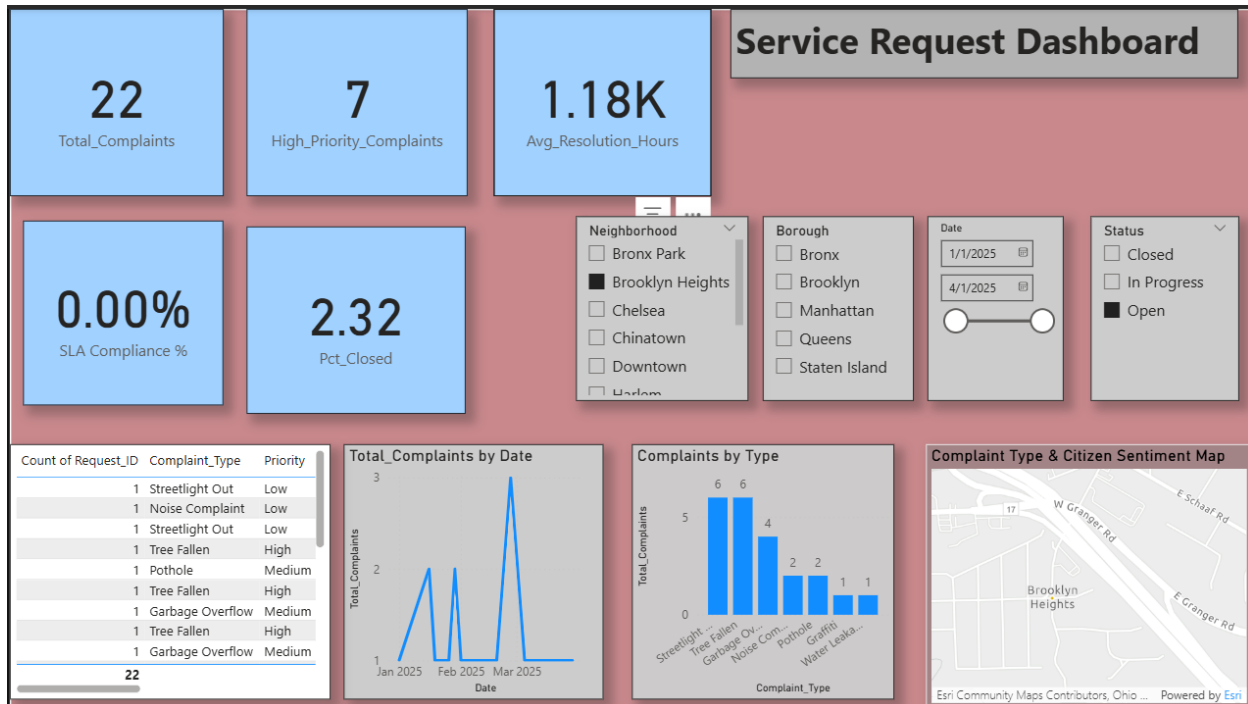 Service Request Dashboard
22
Total_Complaints
7
High_Priority_Complaints
1.18K
Avg_Resolution_Hours
0.00%
SLA Compliance %
2.32
Pct_Closed
Neighborhood
Bronx Park
Brooklyn Heights
Chelsea
Chinatown
Downtown
Harlem
Borough
Bronx
Brooklyn
Manhattan
Queens
Staten Island
Date
1/1/2025
4/1/2025
Status
Closed
In Progress
Open
Count of Request_ID Complaint_Type Priority
1 Streetlight Out Low
1 Noise Complaint Low
1 Streetlight Out Low
1 Tree Fallen High
1 Pothole Medium
1 Tree Fallen High
1 Garbage Overflow Medium
1 Tree Fallen High
1 Garbage Overflow Medium
22
Total_Complaints by Date
Total_Complaints
3
2
1
Jan 2025 Feb 2025 Mar 2025
Date
Complaints by Type
Total_Complaints
5
0
6 6 4 2 2 1 1
Streetlight ...
Tree Fallen
Garbage Ov...
Noise Com...
Pothole
Graffiti
Water Leaka...
Complaint_Type
Complaint Type & Citizen Sentiment Map
17
W Granger Rd
E Schaaf Rd
Brooklyn
Heights
E Granger Rd
Esri Community Maps Contributors, Ohio ... Powered by Esri